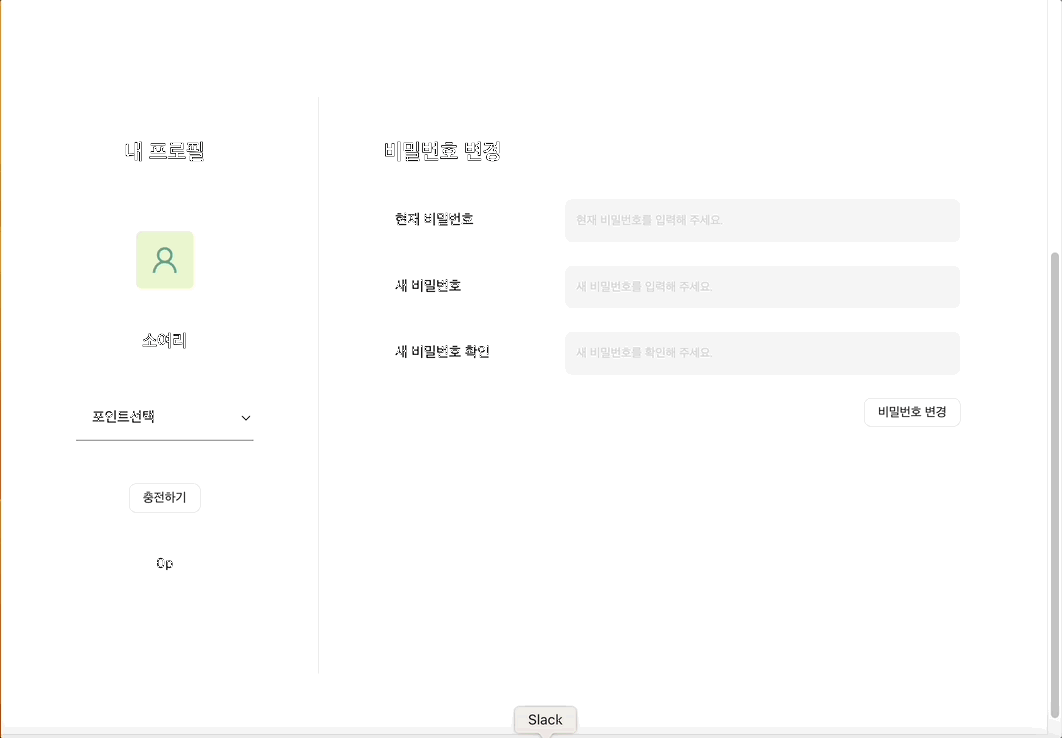 내 프로필
소여리
포인트선택
충전하기
0p
비밀번호 변경
현재 비밀번호
현재 비밀번호를 입력해 주세요.
새 비밀번호
새 비밀번호를 입력해 주세요.
새 비밀번호 확인
새 비밀번호를 확인해 주세요.
비밀번호 변경
Slack